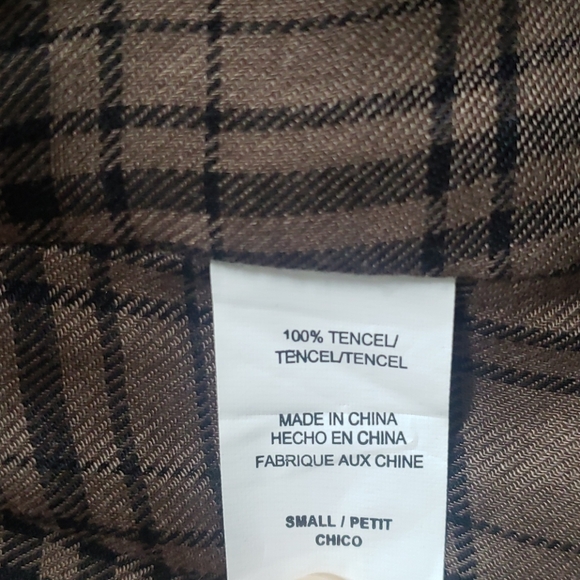 100% TENCEL/
TENCEL/TENCEL
MADE IN CHINA
HECHO EN CHINA
FABRIQUE AUX CHINE
SMALL / PETIT
CHICO